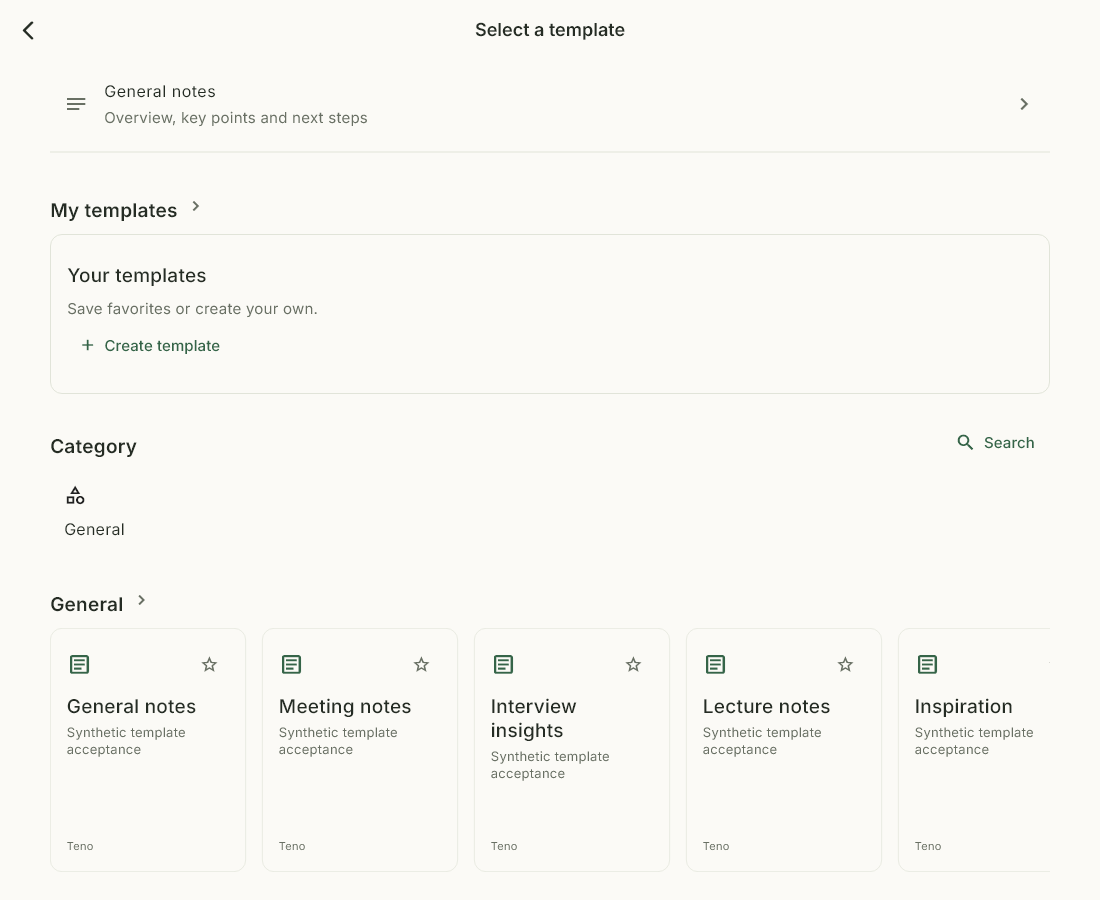 Select a template
General notes
Overview, key points and next steps
My templates
Your templates
Save favorites or create your own.
Create template
Category
Search
General
General
General notes
Synthetic template
acceptance
Teno
Meeting notes
Synthetic template
acceptance
Teno
Interview
insights
Synthetic template
acceptance
Teno
Lecture notes
Synthetic template
acceptance
Teno
Inspiration
Synthetic template
acceptance
Teno